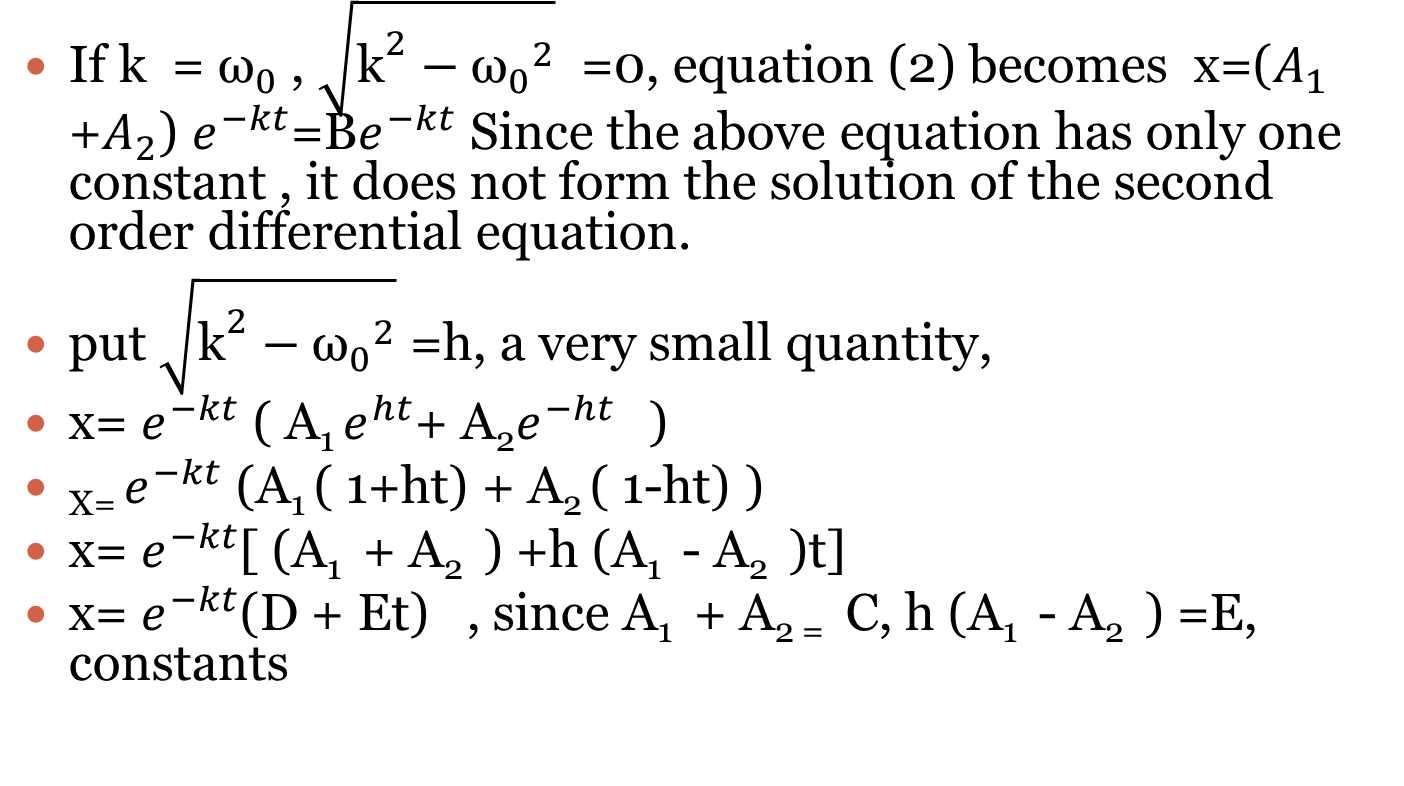 • If k = ω₀ , √(k² − ω₀²) =0, equation (2) becomes x=(A₁
+A₂) e^−kt=Be^−kt Since the above equation has only one
constant , it does not form the solution of the second
order differential equation.
• put √(k² − ω₀²) =h, a very small quantity,
• x= e^−kt ( A₁e^ht+ A₂e^−ht )
• x= e^−kt (A₁( 1+ht) + A₂( 1-ht) )
• x= e^−kt[ (A₁ + A₂ ) +h (A₁ - A₂ )t]
• x= e^−kt(D + Et) , since A₁ + A₂ = C, h (A₁ - A₂ ) =E,
constants